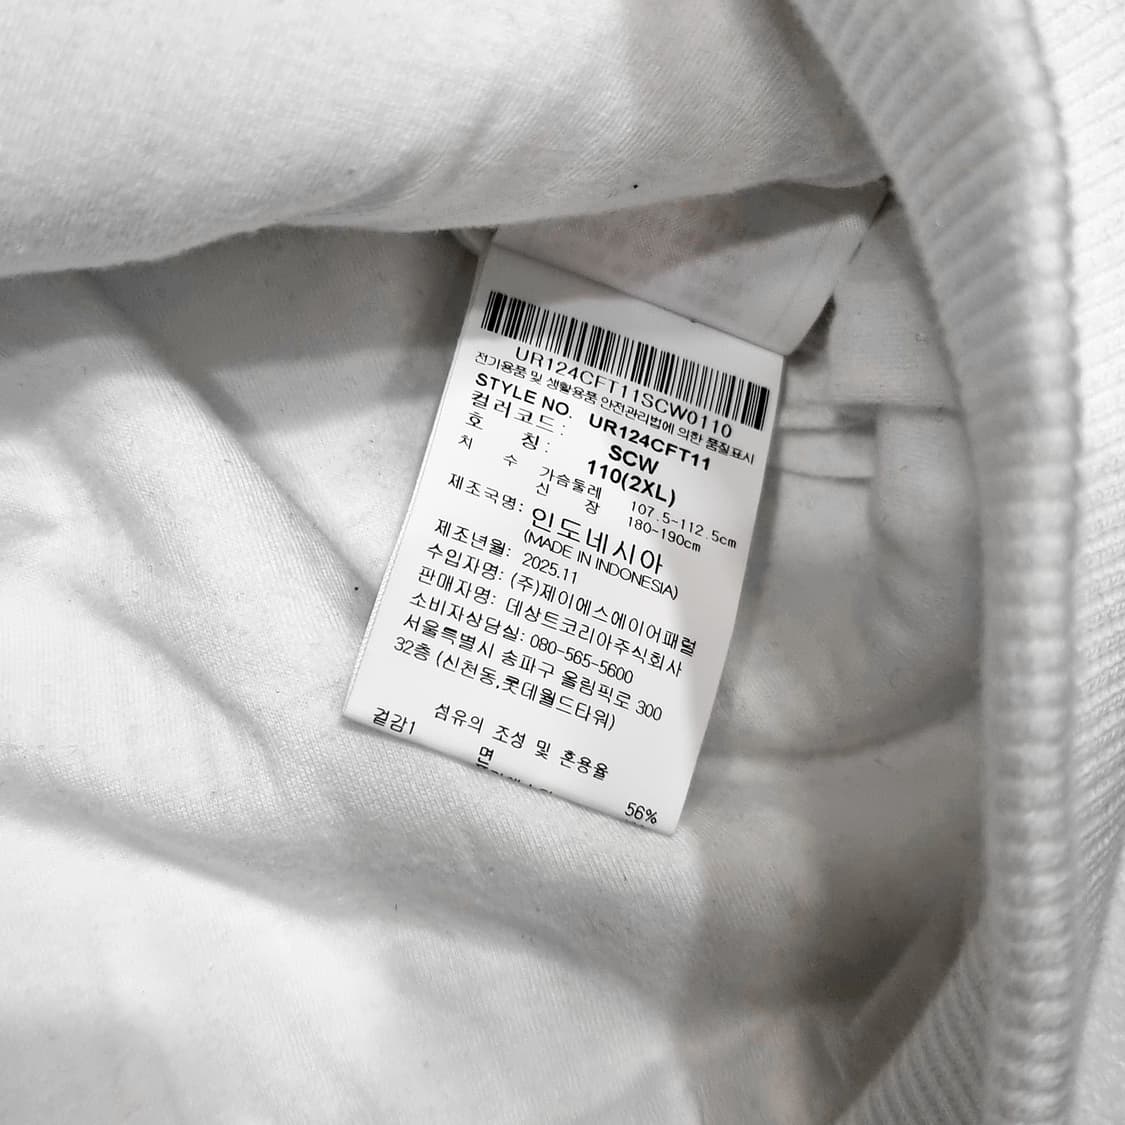 UR124CFT11SCW0110
전기용품 및 생활용품 안전관리법에 의한 품질표시
STYLE NO. UR124CFT11
컬러코드: SCW
호 칭: 110(2XL)
치 수 가슴둘레 107.5-112.5cm
신 장 180-190cm
제조국명: 인도네시아
(MADE IN INDONESIA)
제조년월: 2025.11
수입자명: (주)제이에스에이어패럴
판매자명: 데상트코리아주식회사
소비자상담실: 080-565-5600
서울특별시 송파구 올림픽로 300
32층 (신천동,롯데월드타워)
섬유의 조성 및 혼용율
겉감1 면 56%